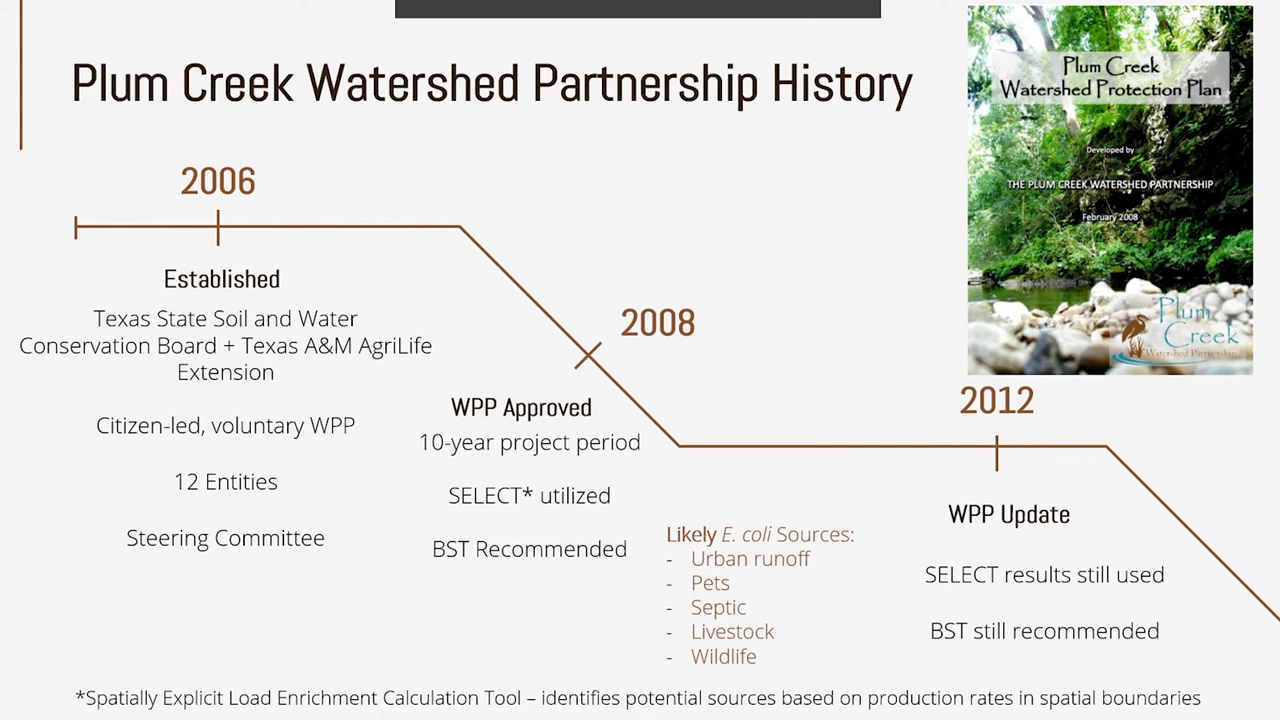 Plum Creek Watershed Partnership History
Plum Creek
Watershed Protection Plan
Developed by
THE PLUM CREEK WATERSHED PARTNERSHIP
February 2008
Plum
Creek
Watershed Partnership
2006
Established
Texas State Soil and Water
Conservation Board + Texas A&M AgriLife
Extension
Citizen-led, voluntary WPP
12 Entities
Steering Committee
2008
WPP Approved
10-year project period
SELECT* utilized
BST Recommended
Likely E. coli Sources:
- Urban runoff
- Pets
- Septic
- Livestock
- Wildlife
2012
WPP Update
SELECT results still used
BST still recommended
*Spatially Explicit Load Enrichment Calculation Tool – identifies potential sources based on production rates in spatial boundaries